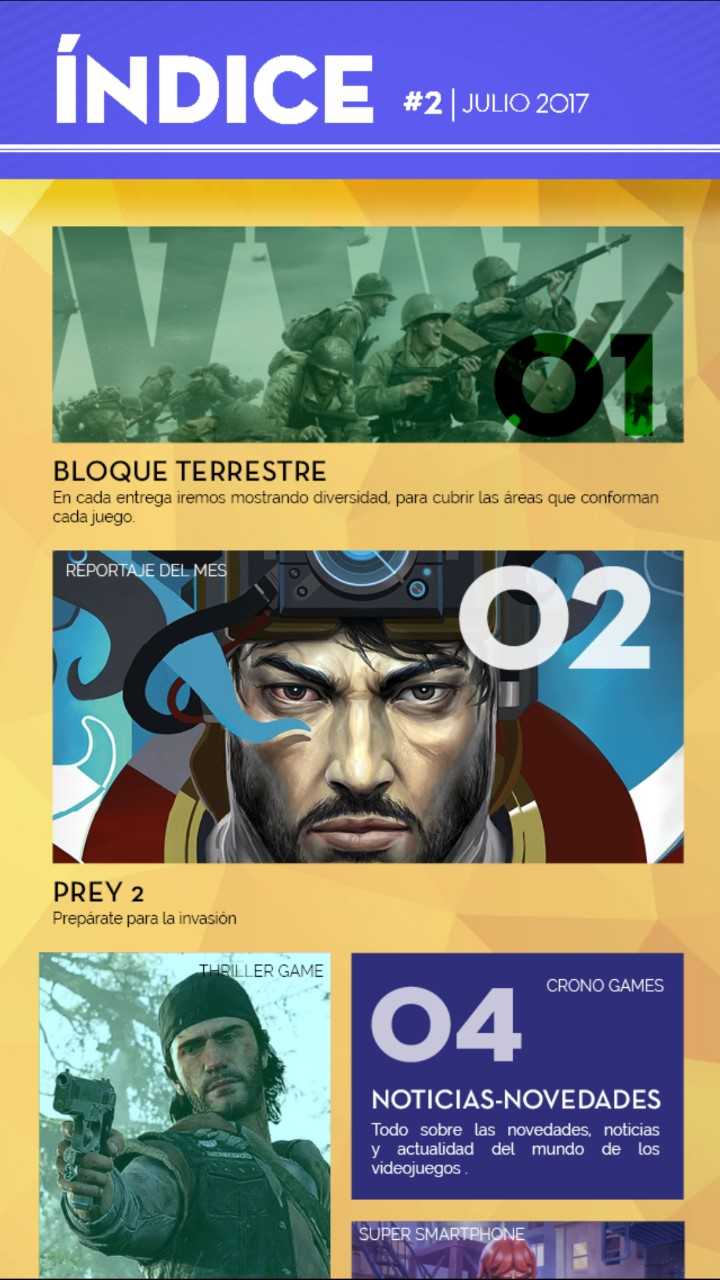 ÍNDICE #2 | JULIO 2017
01
BLOQUE TERRESTRE
En cada entrega iremos mostrando diversidad, para cubrir las áreas que conforman
cada juego.
REPORTAJE DEL MES
02
PREY 2
Prepárate para la invasión
THRILLER GAME
CRONO GAMES
04
NOTICIAS-NOVEDADES
Todo sobre las novedades, noticias
y actualidad del mundo de los
videojuegos .
SUPER SMARTPHONE